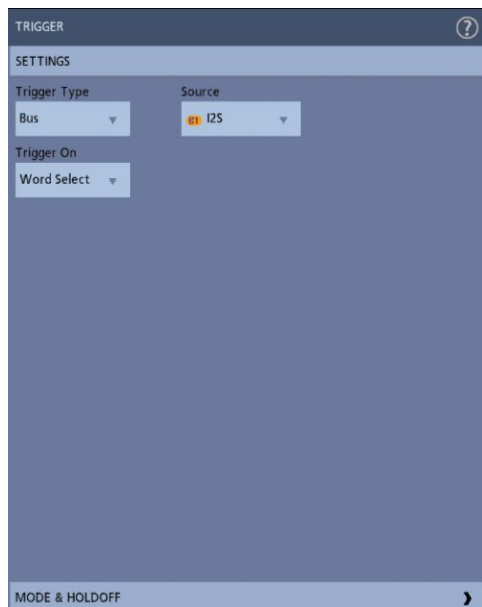 TRIGGER ?
SETTINGS
Trigger Type Source
Bus B1 I2S
Trigger On
Word Select
MODE & HOLDOFF